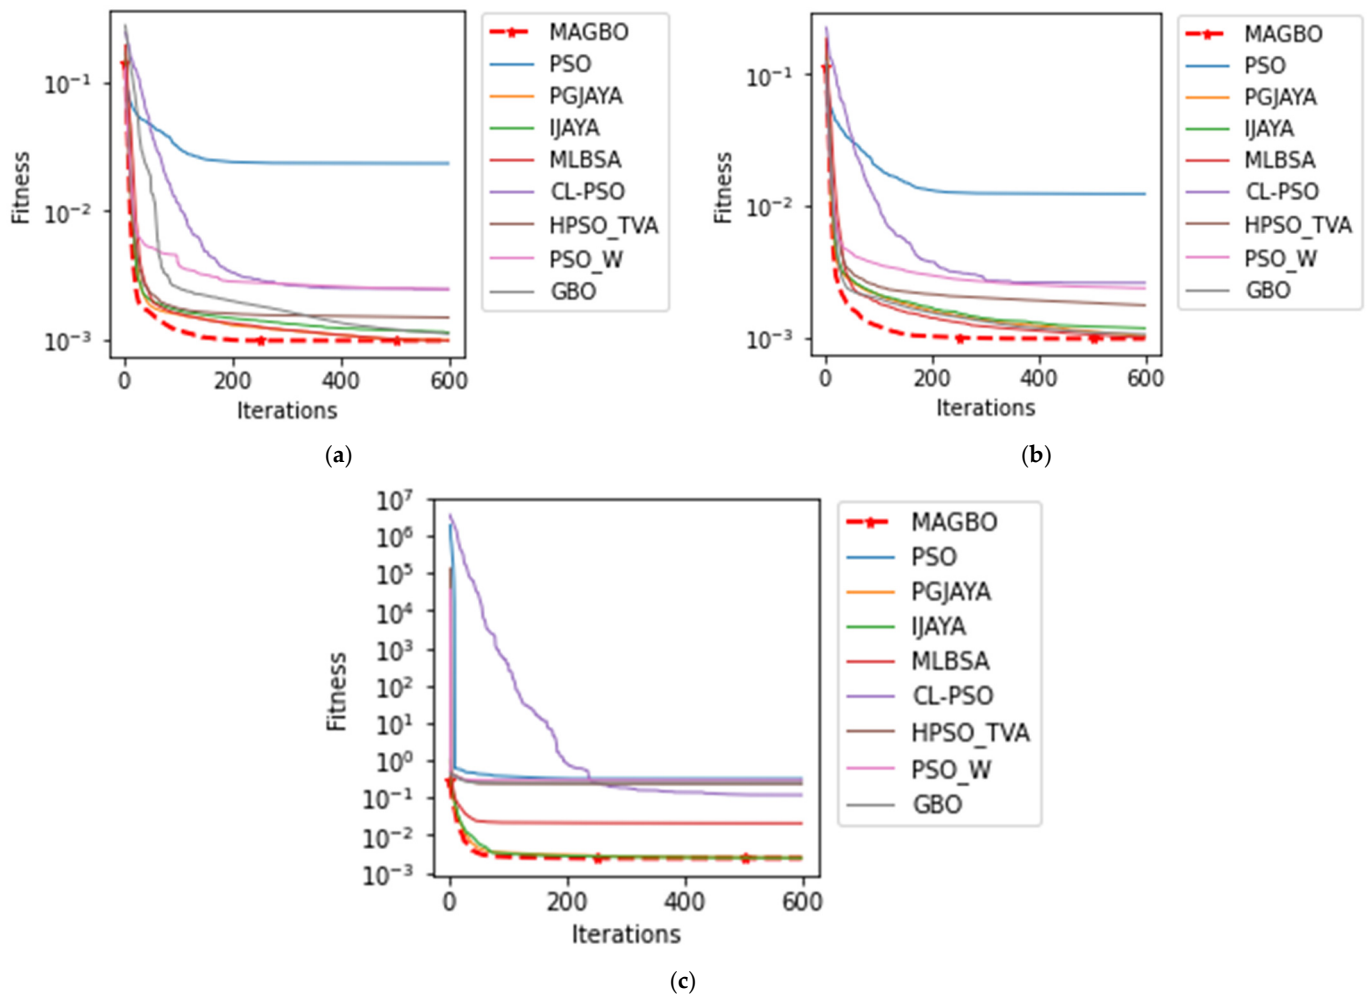 10⁻¹
10⁻²
10⁻³
Fitness
0 200 400 600
Iterations
MAGBO
PSO
PGJAYA
IJAYA
MLBSA
CL-PSO
HPSO_TVA
PSO_W
GBO
(a)
10⁻¹
10⁻²
10⁻³
Fitness
0 200 400 600
Iterations
MAGBO
PSO
PGJAYA
IJAYA
MLBSA
CL-PSO
HPSO_TVA
PSO_W
GBO
(b)
10⁷
10⁶
10⁵
10⁴
10³
10²
10¹
10⁰
10⁻¹
10⁻²
10⁻³
Fitness
0 200 400 600
Iterations
MAGBO
PSO
PGJAYA
IJAYA
MLBSA
CL-PSO
HPSO_TVA
PSO_W
GBO
(c)